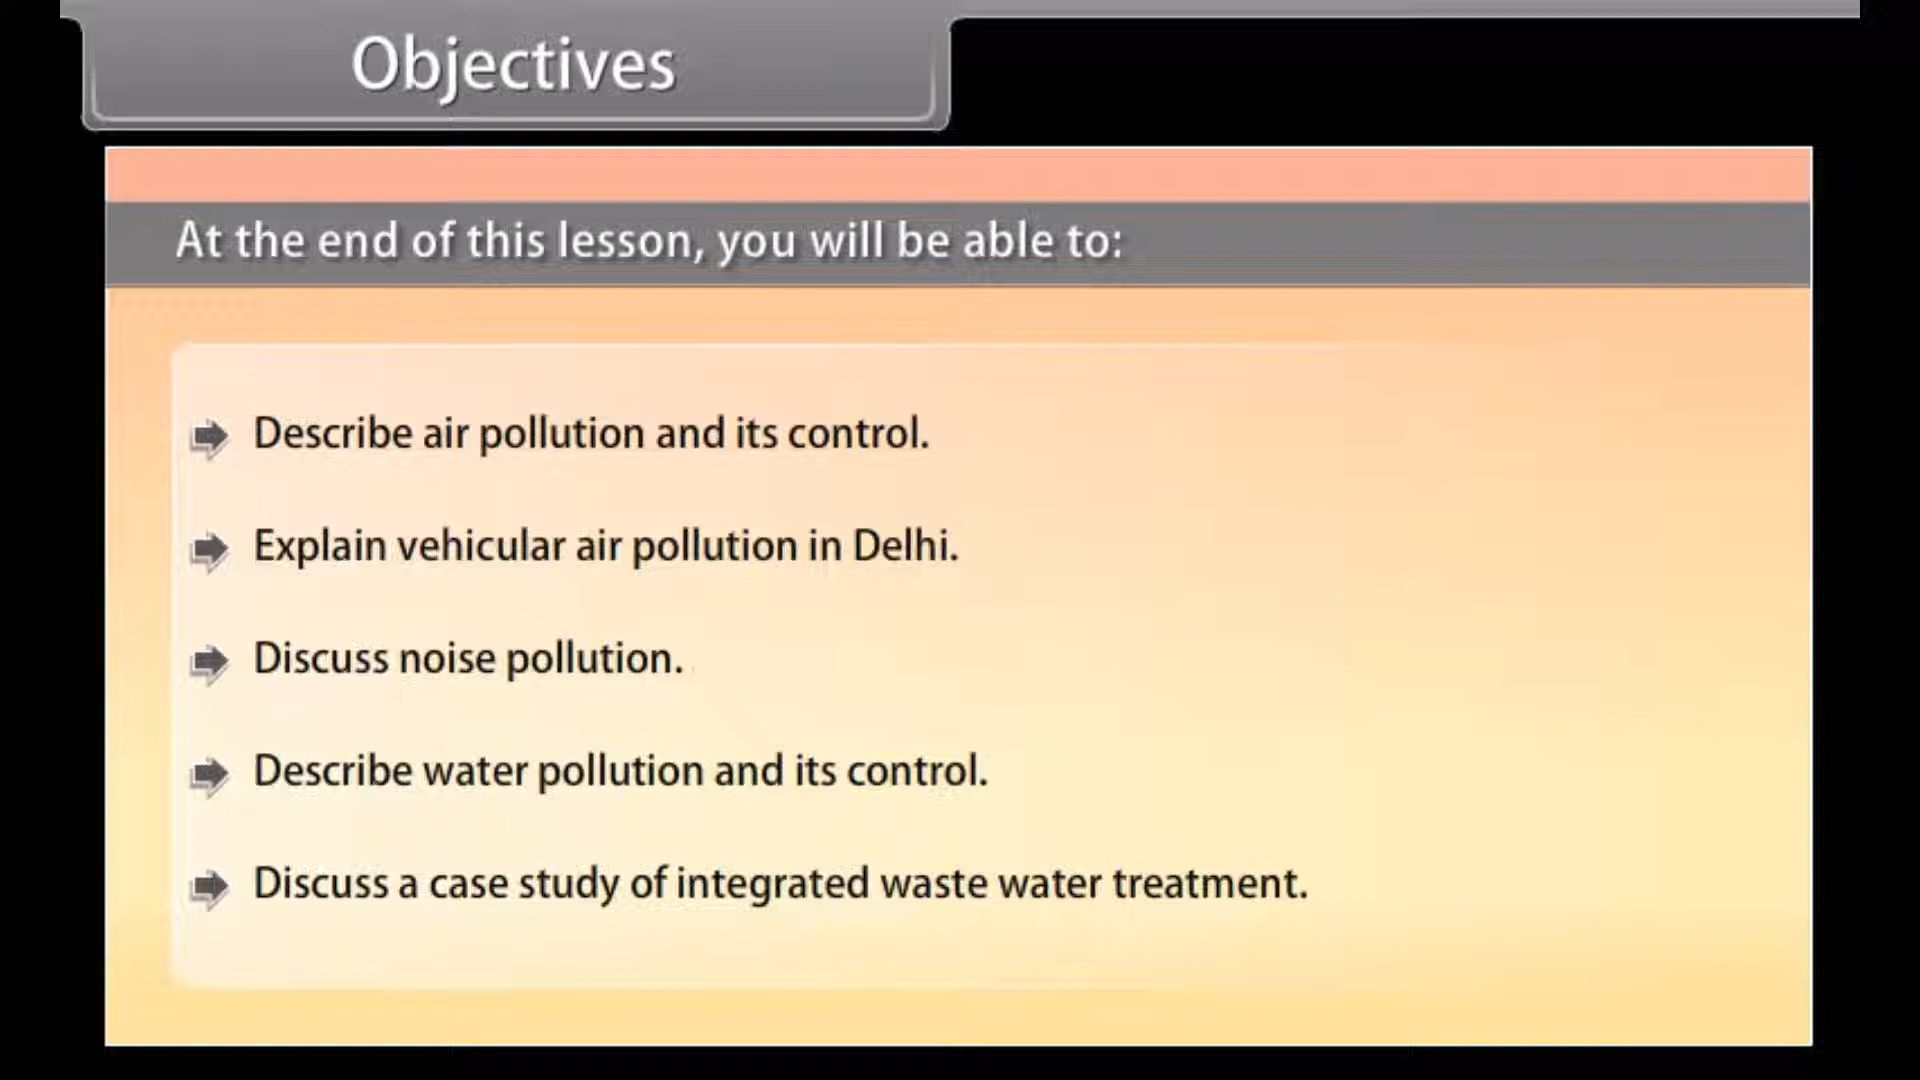 Objectives
At the end of this lesson, you will be able to:
Describe air pollution and its control.
Explain vehicular air pollution in Delhi.
Discuss noise pollution.
Describe water pollution and its control.
Discuss a case study of integrated waste water treatment.